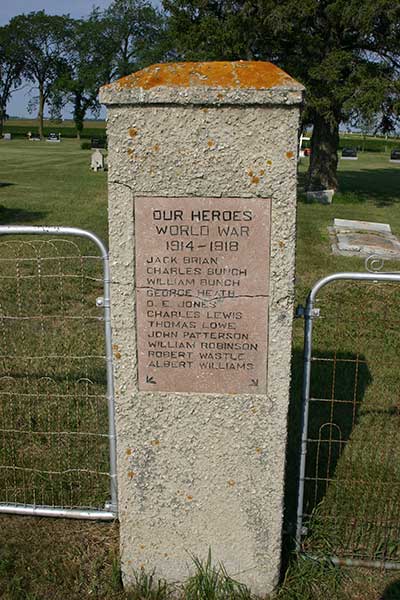 OUR HEROES
WORLD WAR
1914-1918
JACK BRIAN
CHARLES BUNCH
WILLIAM BUNCH
GEORGE HEATH
D. E. JONES
CHARLES LEWIS
THOMAS LOWE
JOHN PATTERSON
WILLIAM ROBINSON
ROBERT WASTLE
ALBERT WILLIAMS